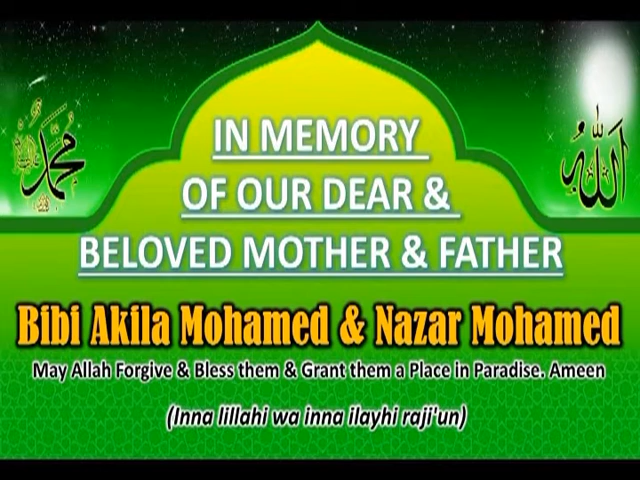 محمد
الله
IN MEMORY
OF OUR DEAR &
BELOVED MOTHER & FATHER
Bibi Akila Mohamed & Nazar Mohamed
May Allah Forgive & Bless them & Grant them a Place in Paradise. Ameen
(Inna lillahi wa inna ilayhi raji'un)